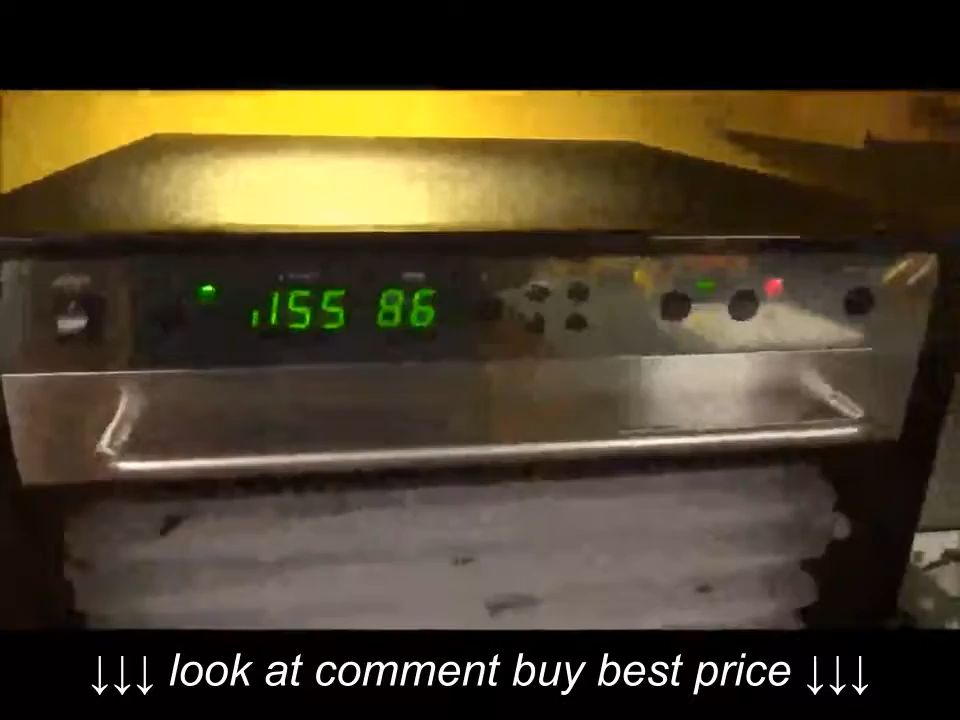 155 86
↓↓↓ look at comment buy best price ↓↓↓